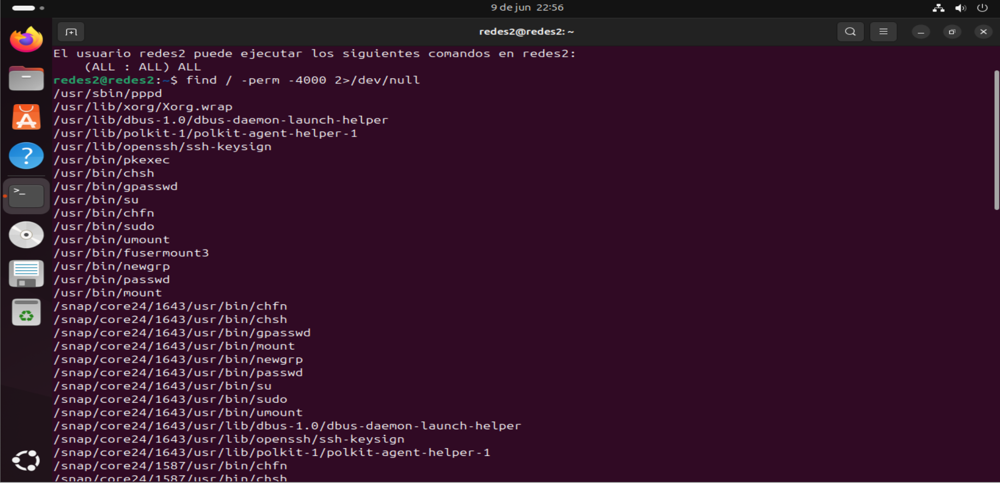 9 de jun 22:56
redes2@redes2: ~
El usuario redes2 puede ejecutar los siguientes comandos en redes2:
(ALL : ALL) ALL
redes2@redes2:~$ find / -perm -4000 2>/dev/null
/usr/sbin/pppd
/usr/lib/xorg/Xorg.wrap
/usr/lib/dbus-1.0/dbus-daemon-launch-helper
/usr/lib/polkit-1/polkit-agent-helper-1
/usr/lib/openssh/ssh-keysign
/usr/bin/pkexec
/usr/bin/chsh
/usr/bin/gpasswd
/usr/bin/su
/usr/bin/chfn
/usr/bin/sudo
/usr/bin/umount
/usr/bin/fusermount3
/usr/bin/newgrp
/usr/bin/passwd
/usr/bin/mount
/snap/core24/1643/usr/bin/chfn
/snap/core24/1643/usr/bin/chsh
/snap/core24/1643/usr/bin/gpasswd
/snap/core24/1643/usr/bin/mount
/snap/core24/1643/usr/bin/newgrp
/snap/core24/1643/usr/bin/passwd
/snap/core24/1643/usr/bin/su
/snap/core24/1643/usr/bin/sudo
/snap/core24/1643/usr/bin/umount
/snap/core24/1643/usr/lib/dbus-1.0/dbus-daemon-launch-helper
/snap/core24/1643/usr/lib/openssh/ssh-keysign
/snap/core24/1643/usr/lib/polkit-1/polkit-agent-helper-1
/snap/core24/1587/usr/bin/chfn
/snap/core24/1587/usr/bin/chsh